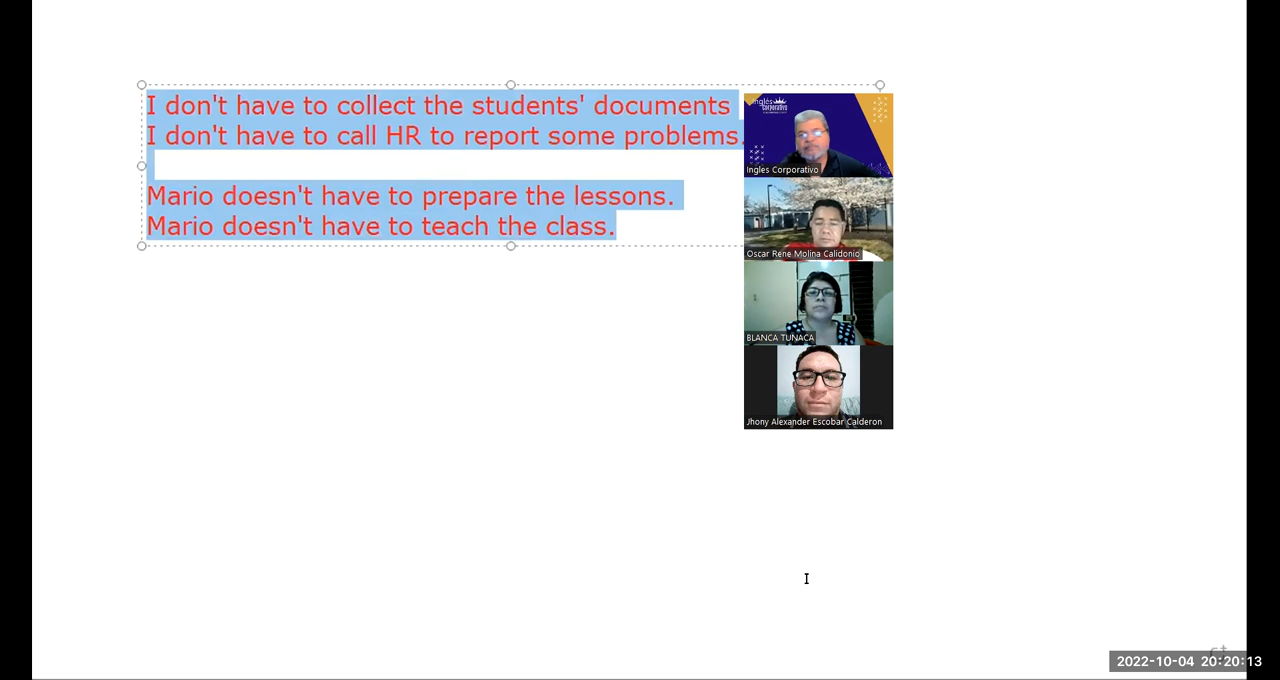 I don't have to collect the students' documents
I don't have to call HR to report some problems.
Mario doesn't have to prepare the lessons.
Mario doesn't have to teach the class.
Inglés
corporativo
Ingles Corporativo
Oscar Rene Molina Calidonio
BLANCA TUNACA
Jhony Alexander Escobar Calderon
2022-10-04 20:20:13